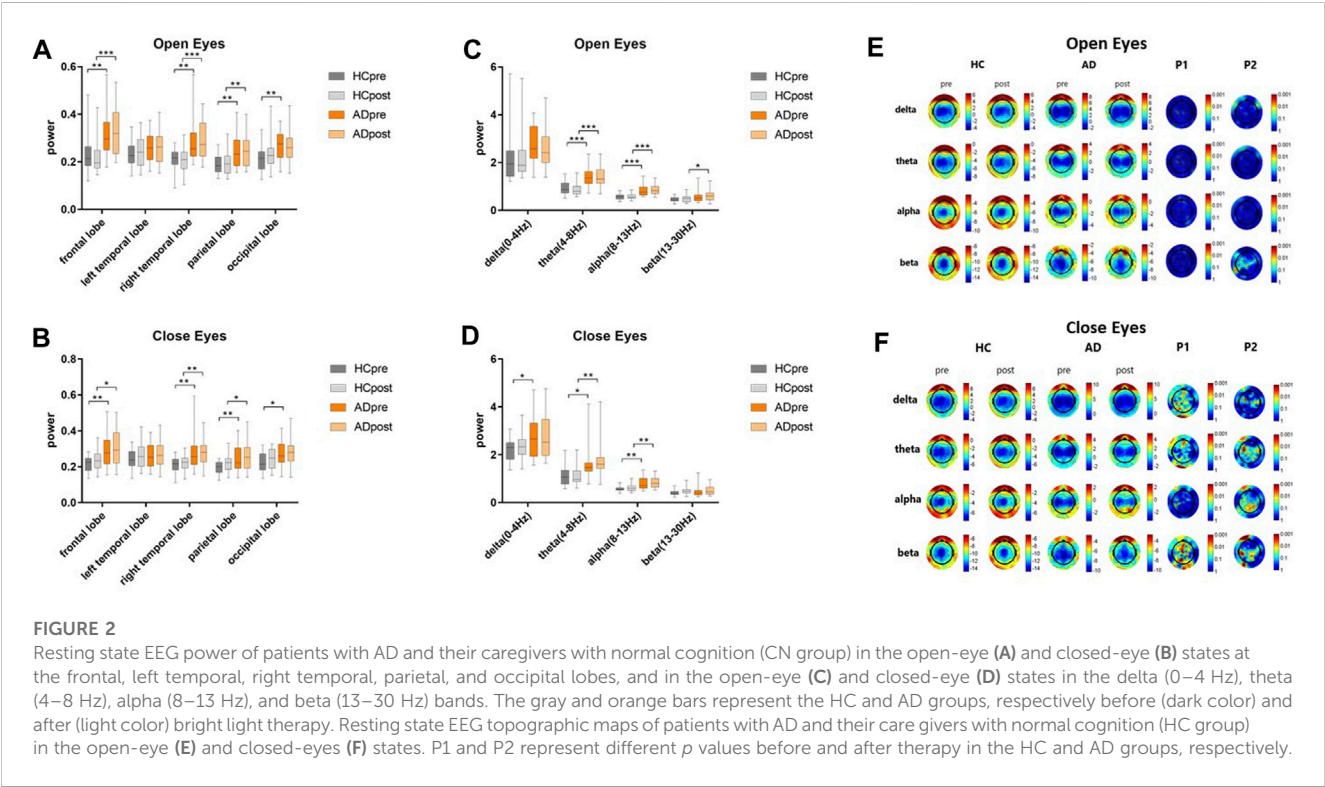 A
Open Eyes
power
0.6
0.4
0.2
0.0
**
***
**
***
**
**
**
frontal lobe
left temporal lobe
right temporal lobe
parietal lobe
occipital lobe
HCpre
HCpost
ADpre
ADpost
C
Open Eyes
power
6
4
2
0
***
***
***
***
*
delta(0-4Hz)
theta(4-8Hz)
alpha(8-13Hz)
beta(13-30Hz)
HCpre
HCpost
ADpre
ADpost
E
Open Eyes
HC AD P1 P2
pre post pre post
delta
theta
alpha
beta
B
Close Eyes
power
0.8
0.6
0.4
0.2
0.0
**
*
**
**
**
*
*
frontal lobe
left temporal lobe
right temporal lobe
parietal lobe
occipital lobe
HCpre
HCpost
ADpre
ADpost
D
Close Eyes
power
6
4
2
0
*
*
**
**
**
delta(0-4Hz)
theta(4-8Hz)
alpha(8-13Hz)
beta(13-30Hz)
HCpre
HCpost
ADpre
ADpost
F
Close Eyes
HC AD P1 P2
pre post pre post
delta
theta
alpha
beta
FIGURE 2
Resting state EEG power of patients with AD and their caregivers with normal cognition (CN group) in the open-eye (A) and closed-eye (B) states at
the frontal, left temporal, right temporal, parietal, and occipital lobes, and in the open-eye (C) and closed-eye (D) states in the delta (0–4 Hz), theta
(4–8 Hz), alpha (8–13 Hz), and beta (13–30 Hz) bands. The gray and orange bars represent the HC and AD groups, respectively before (dark color) and
after (light color) bright light therapy. Resting state EEG topographic maps of patients with AD and their care givers with normal cognition (HC group)
in the open-eye (E) and closed-eyes (F) states. P1 and P2 represent different p values before and after therapy in the HC and AD groups, respectively.